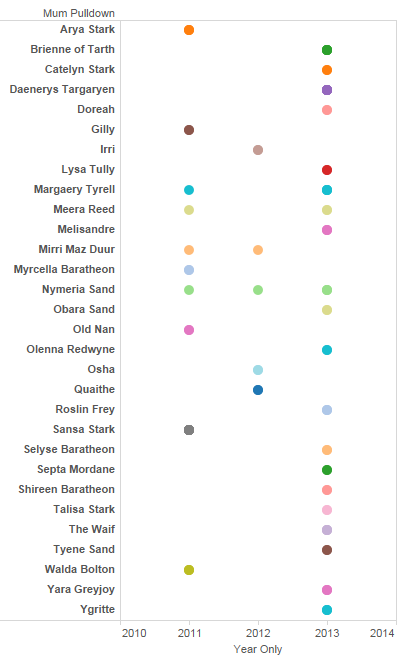 Mum Pulldown
Arya Stark
Brienne of Tarth
Catelyn Stark
Daenerys Targaryen
Doreah
Gilly
Irri
Lysa Tully
Margaery Tyrell
Meera Reed
Melisandre
Mirri Maz Duur
Myrcella Baratheon
Nymeria Sand
Obara Sand
Old Nan
Olenna Redwyne
Osha
Quaithe
Roslin Frey
Sansa Stark
Selyse Baratheon
Septa Mordane
Shireen Baratheon
Talisa Stark
The Waif
Tyene Sand
Walda Bolton
Yara Greyjoy
Ygritte
2010 2011 2012 2013 2014
Year Only